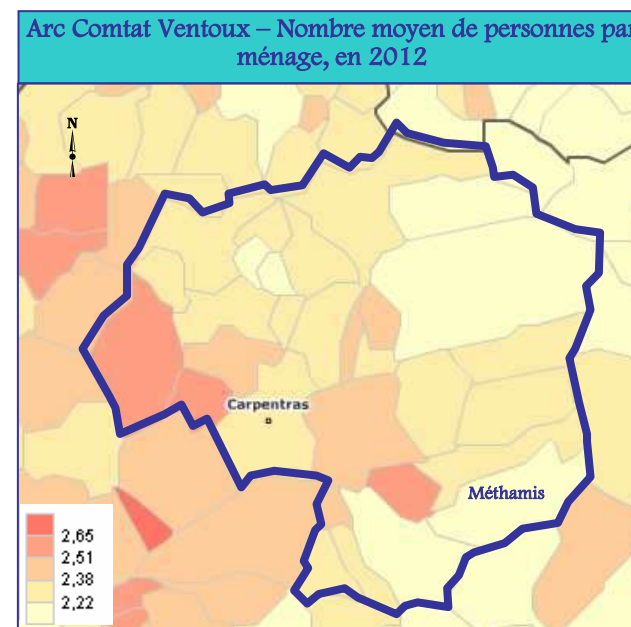 Arc Comtat Ventoux – Nombre moyen de personnes par
ménage, en 2012
N
Carpentras
Méthamis
2,65
2,51
2,38
2,22